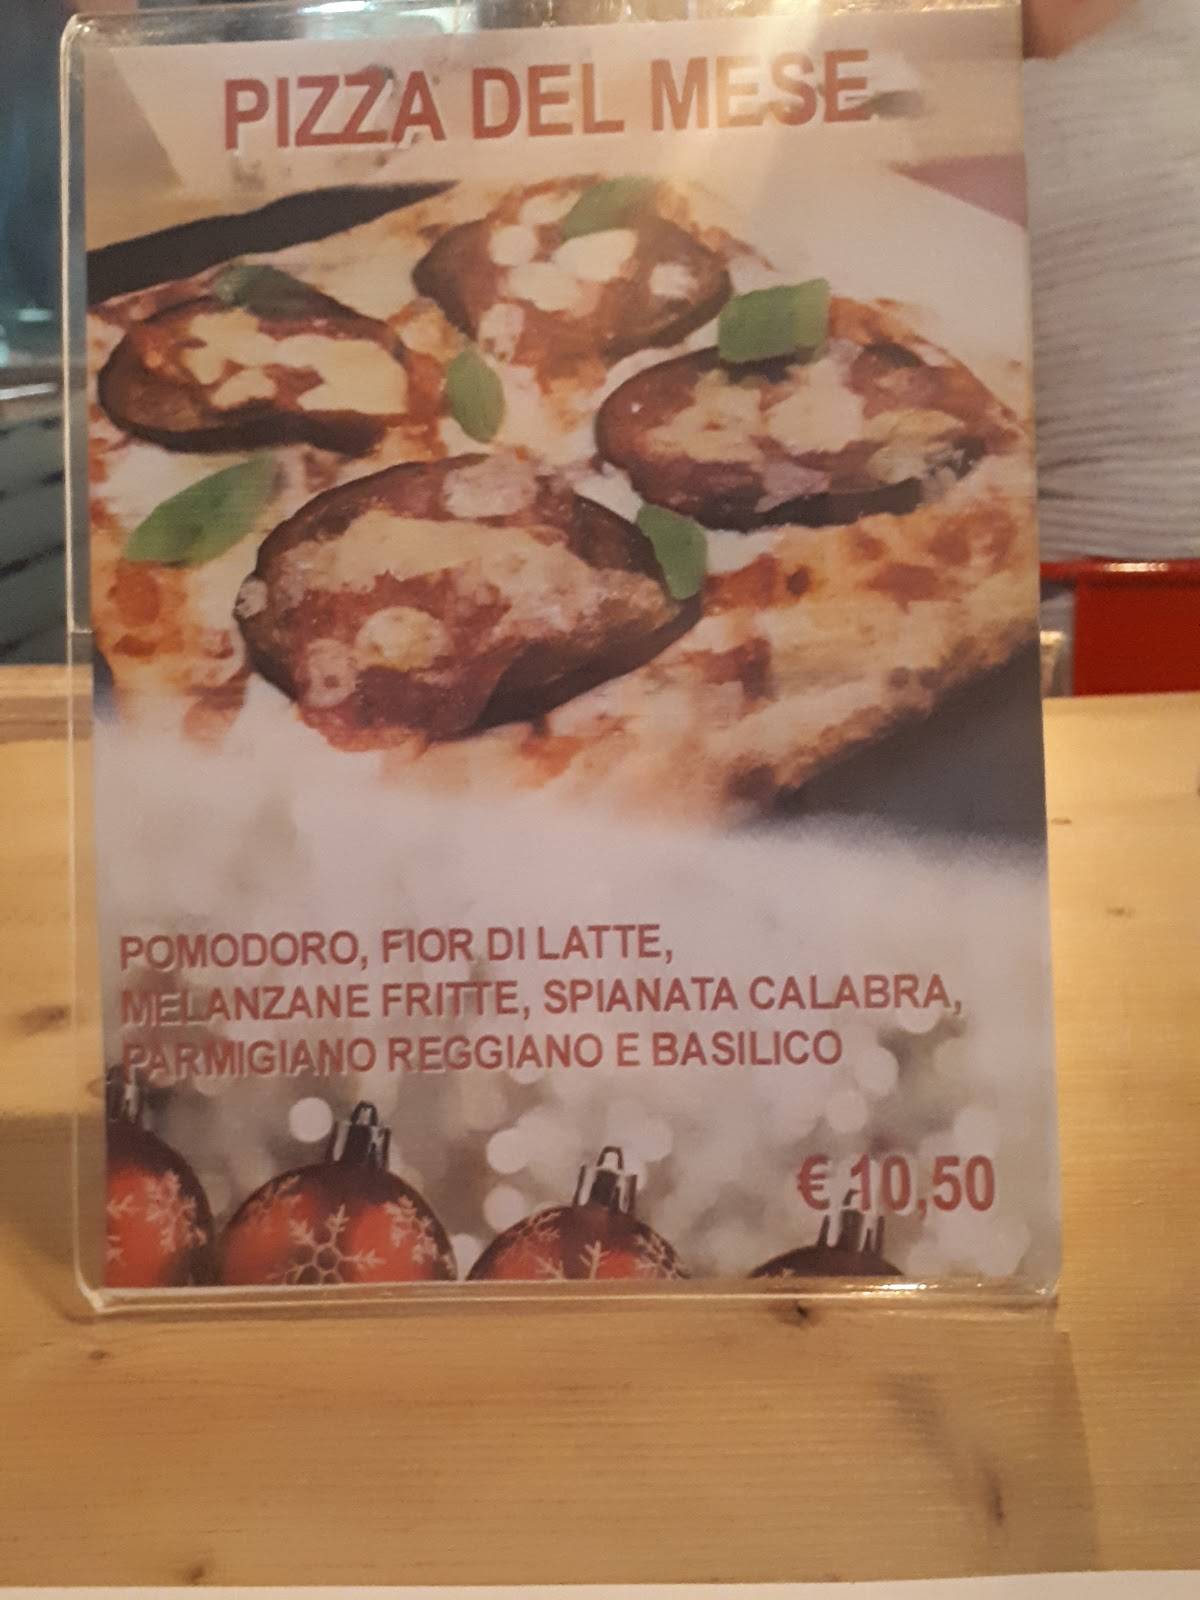 PIZZA DEL MESE
POMODORO, FIOR DI LATTE,
MELANZANE FRITTE, SPIANATA CALABRA,
PARMIGIANO REGGIANO E BASILICO
€ 10,50